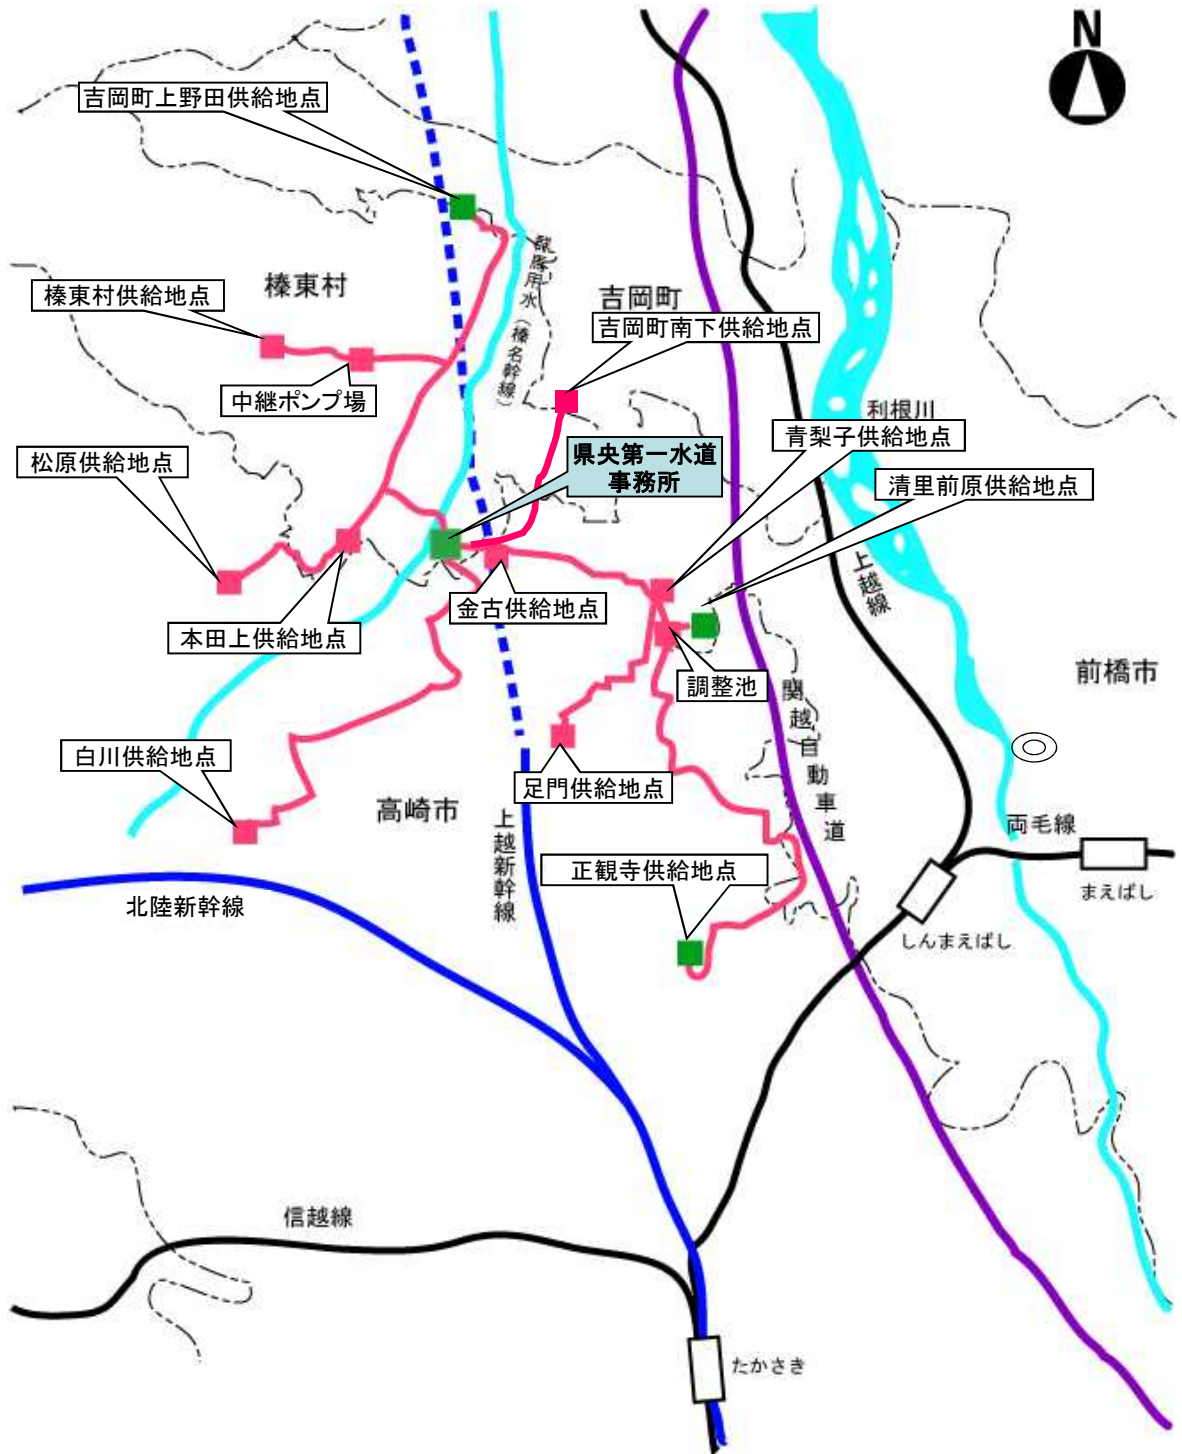 N
吉岡町上野田供給地点
群馬用水（榛名幹線）
榛東村
吉岡町
榛東村供給地点
吉岡町南下供給地点
中継ポンプ場
利根川
青梨子供給地点
松原供給地点
県央第一水道
事務所
清里前原供給地点
上越線
金古供給地点
本田上供給地点
調整池
前橋市
関越自動車道
白川供給地点
足門供給地点
高崎市
上越新幹線
両毛線
正観寺供給地点
まえばし
北陸新幹線
しんまえばし
信越線
たかさき